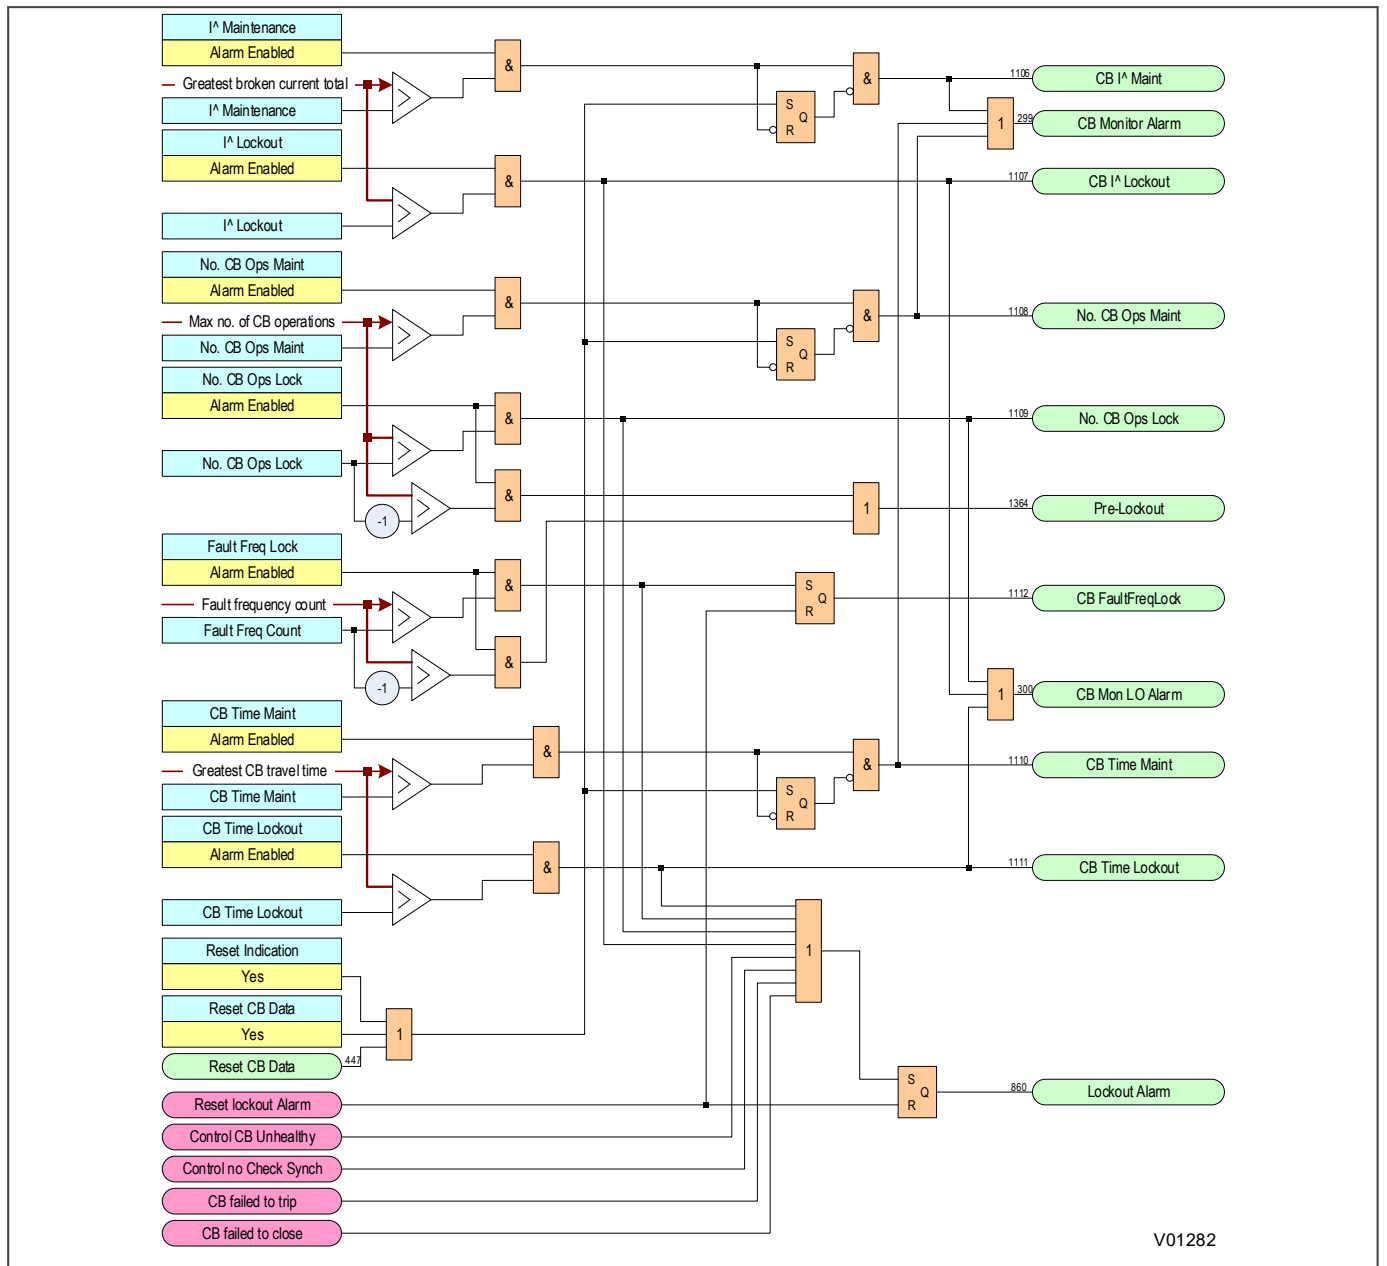 I^ Maintenance
Alarm Enabled
Greatest broken current total
I^ Maintenance
I^ Lockout
Alarm Enabled
I^ Lockout
No. CB Ops Maint
Alarm Enabled
Max no. of CB operations
No. CB Ops Maint
No. CB Ops Lock
Alarm Enabled
No. CB Ops Lock
-1
Fault Freq Lock
Alarm Enabled
Fault frequency count
Fault Freq Count
-1
CB Time Maint
Alarm Enabled
Greatest CB travel time
CB Time Maint
CB Time Lockout
Alarm Enabled
CB Time Lockout
Reset Indication
Yes
Reset CB Data
Yes
Reset CB Data
447
Reset lockout Alarm
Control CB Unhealthy
Control no Check Synch
CB failed to trip
CB failed to close
&
&
&
&
&
&
&
&
&
1
S
Q
R
&
S
Q
R
&
1
S
Q
R
S
Q
R
&
1
S
Q
R
1
1
1106
CB I^ Maint
299
CB Monitor Alarm
1107
CB I^ Lockout
1108
No. CB Ops Maint
1109
No. CB Ops Lock
1364
Pre-Lockout
1112
CB FaultFreqLock
300
CB Mon LO Alarm
1110
CB Time Maint
1111
CB Time Lockout
860
Lockout Alarm
V01282